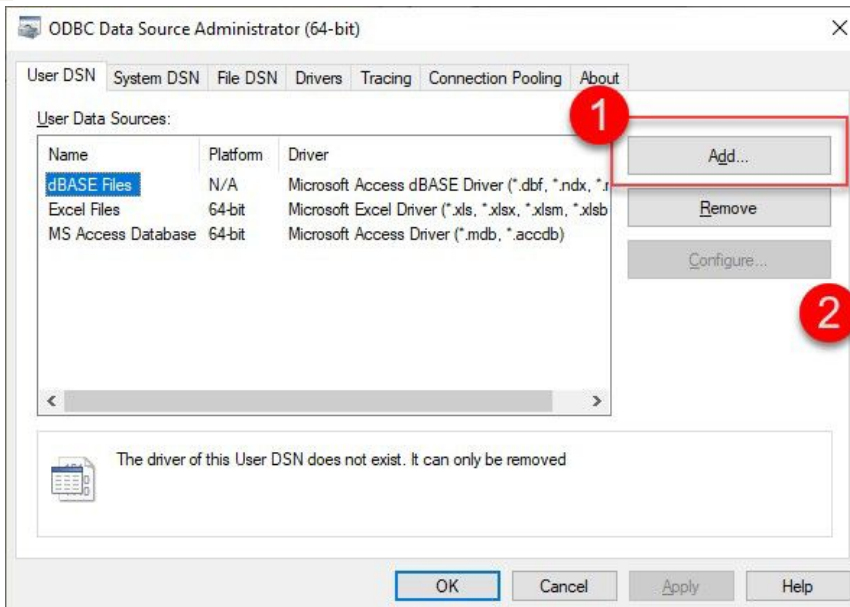 ODBC Data Source Administrator (64-bit)
User DSN System DSN File DSN Drivers Tracing Connection Pooling About
User Data Sources:
1
Name Platform Driver
Add...
dBASE Files N/A Microsoft Access dBASE Driver (*.dbf, *.ndx, *.r
Excel Files 64-bit Microsoft Excel Driver (*.xls, *.xlsx, *.xlsm, *.xlsb
Remove
MS Access Database 64-bit Microsoft Access Driver (*.mdb, *.accdb)
Configure...
2
The driver of this User DSN does not exist. It can only be removed
OK Cancel Apply Help